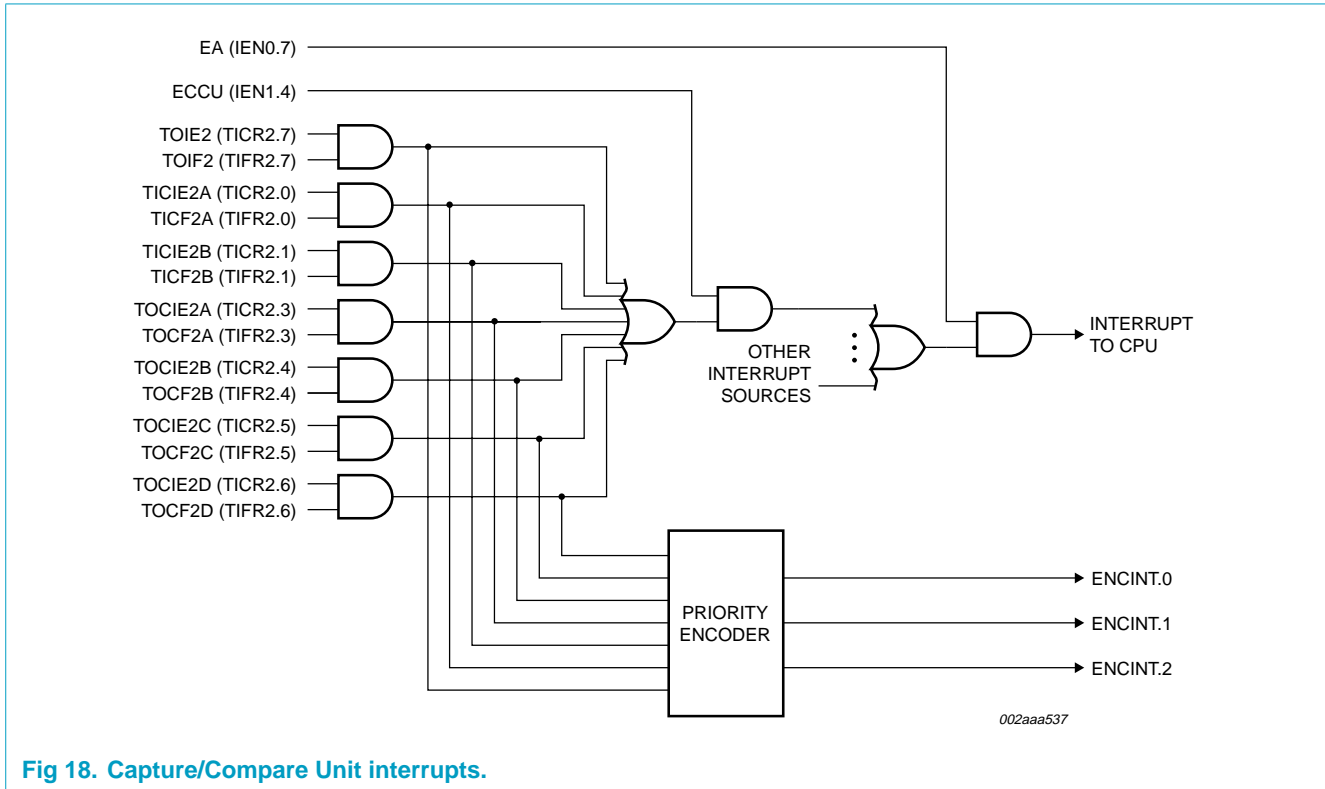 EA (IEN0.7)
ECCU (IEN1.4)
TOIE2 (TICR2.7)
TOIF2 (TIFR2.7)
TICIE2A (TICR2.0)
TICF2A (TIFR2.0)
TICIE2B (TICR2.1)
TICF2B (TIFR2.1)
TOCIE2A (TICR2.3)
TOCF2A (TIFR2.3)
TOCIE2B (TICR2.4)
TOCF2B (TIFR2.4)
TOCIE2C (TICR2.5)
TOCF2C (TIFR2.5)
TOCIE2D (TICR2.6)
TOCF2D (TIFR2.6)
OTHER
INTERRUPT
SOURCES
INTERRUPT
TO CPU
PRIORITY
ENCODER
ENCINT.0
ENCINT.1
ENCINT.2
002aaa537
Fig 18. Capture/Compare Unit interrupts.